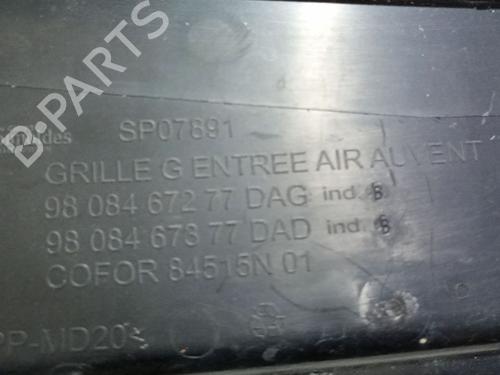 B-PARTS
SP07891
GRILLE G ENTREE AIR AUVENT
98 084 672 77 DAG ind. B
98 084 678 77 DAD ind. B
COFOR 84515N 01